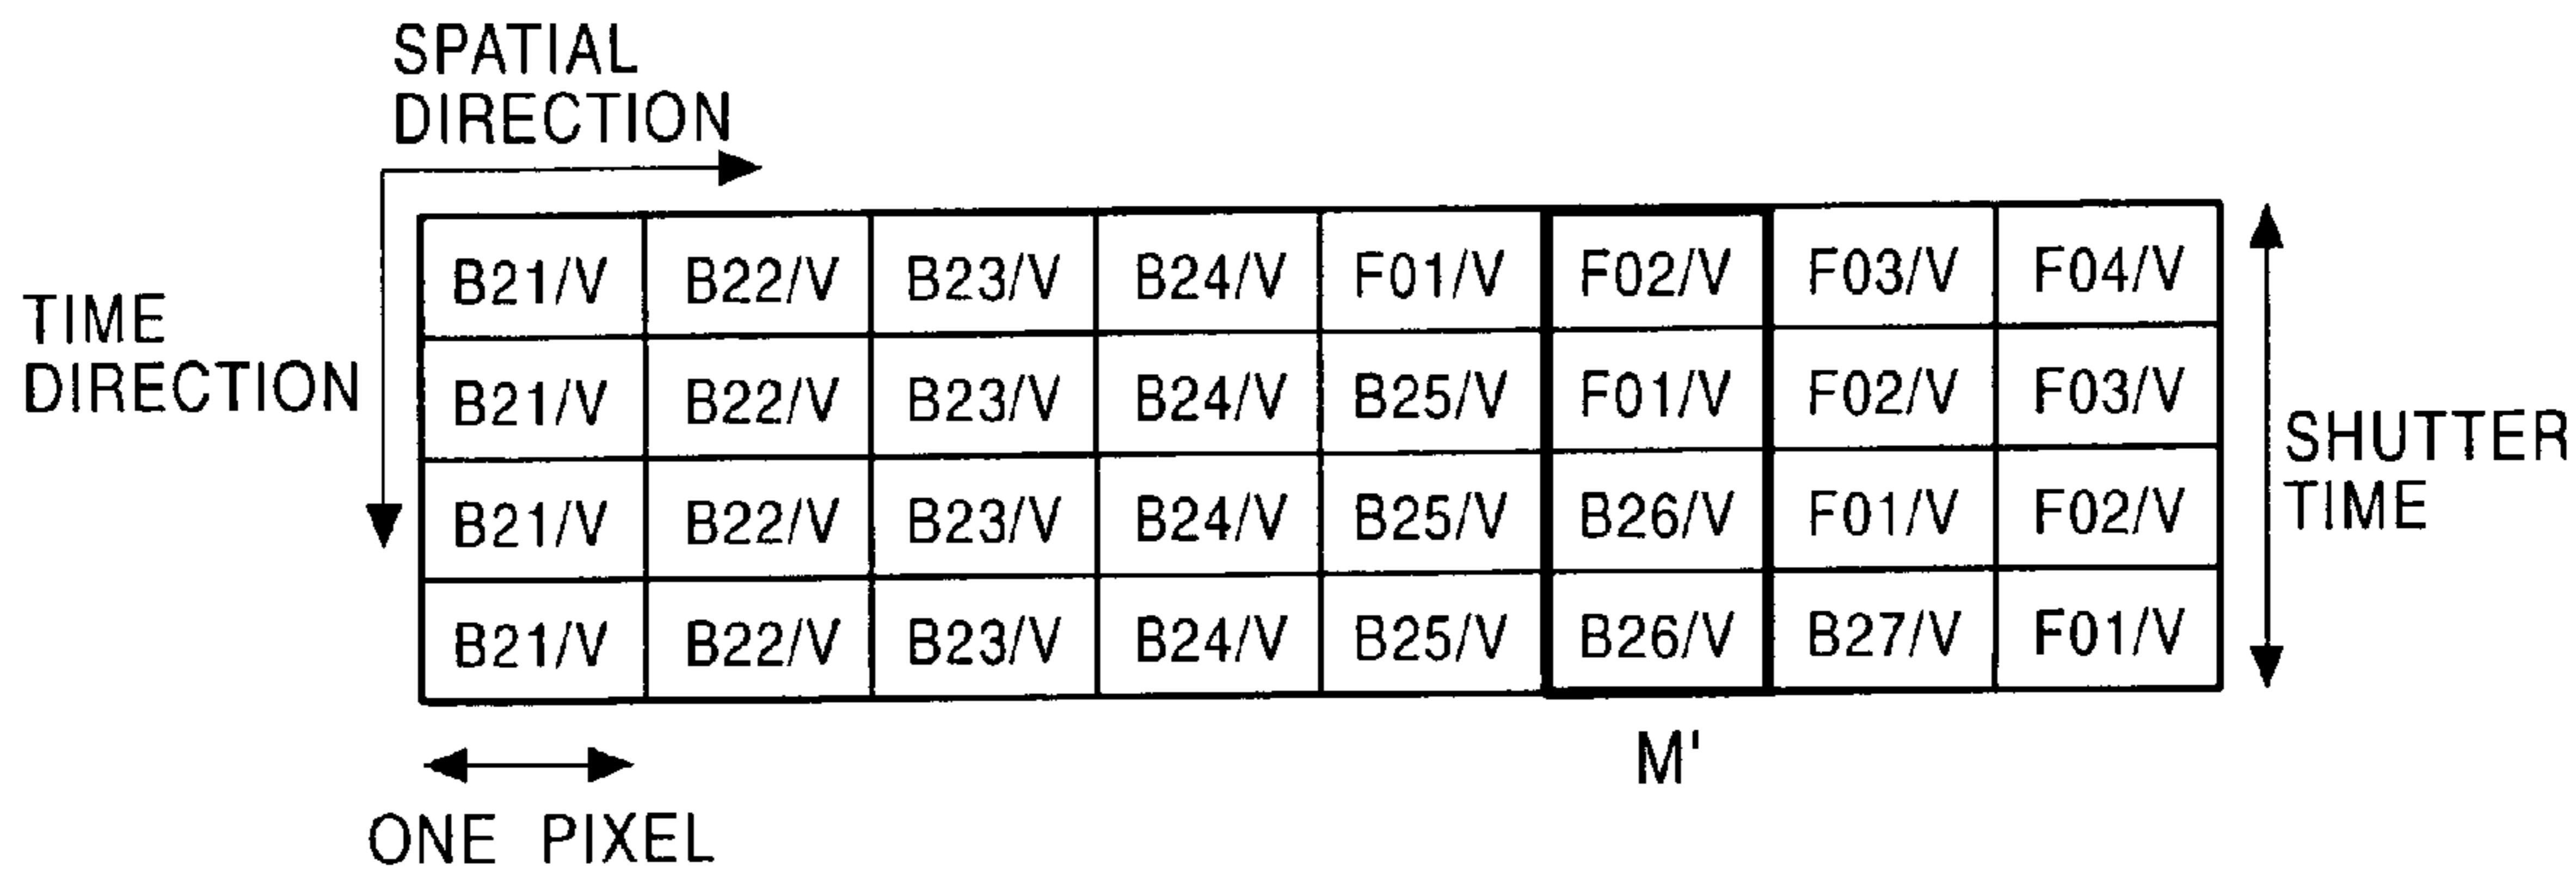 SPATIAL
DIRECTION
TIME
DIRECTION
B21/V B22/V B23/V B24/V F01/V F02/V F03/V F04/V
B21/V B22/V B23/V B24/V B25/V F01/V F02/V F03/V
B21/V B22/V B23/V B24/V B25/V B26/V F01/V F02/V
B21/V B22/V B23/V B24/V B25/V B26/V B27/V F01/V
SHUTTER
TIME
M'
ONE PIXEL